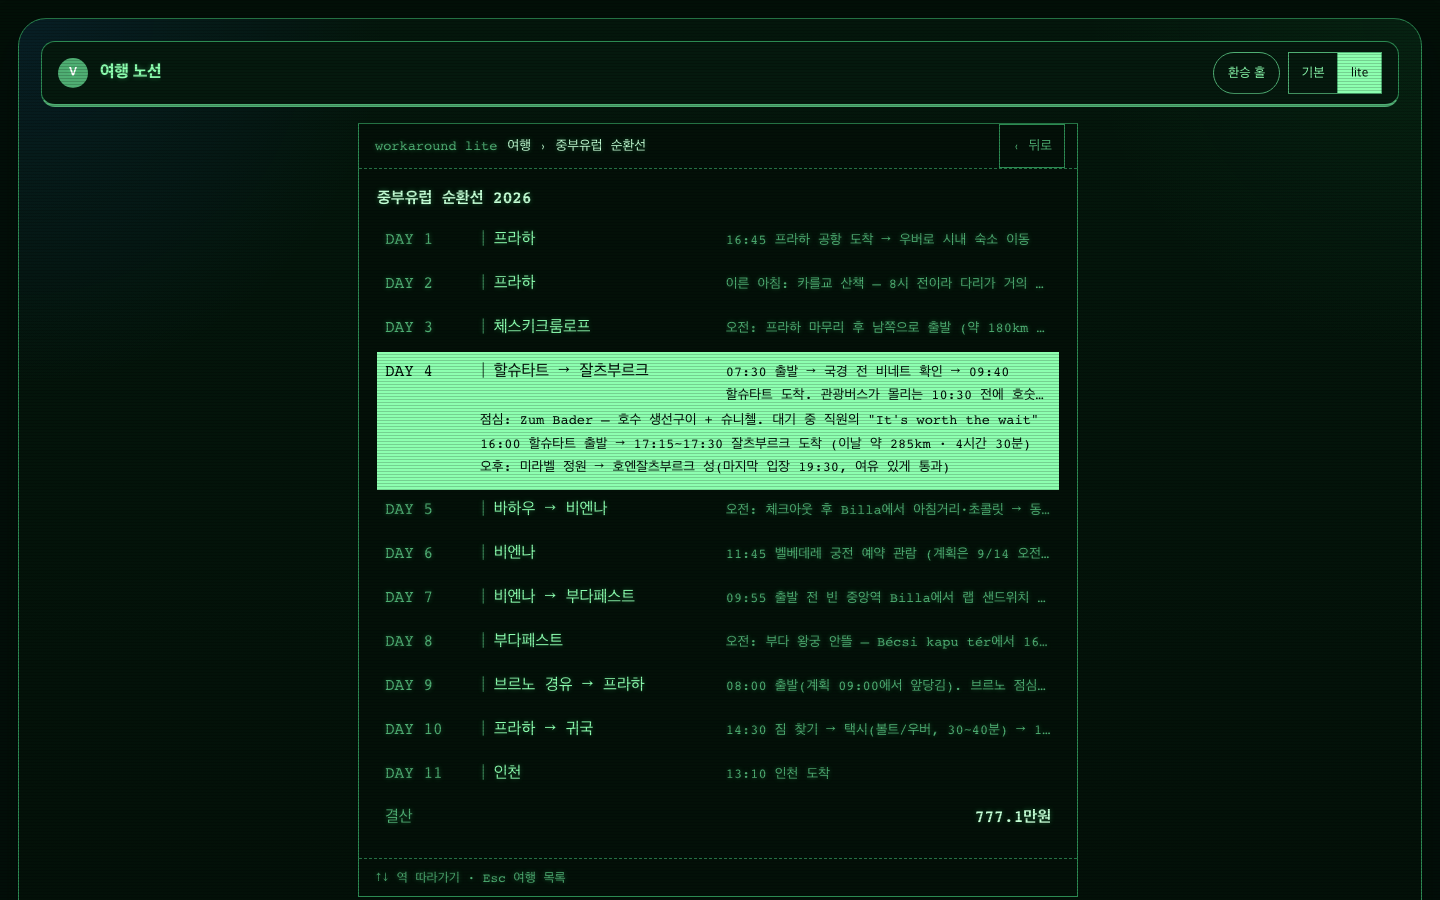 V 여행 노선 환승 홀 기본 lite
workaround lite 여행 › 중부유럽 순환선 ‹ 뒤로
중부유럽 순환선 2026
DAY 1 | 프라하 16:45 프라하 공항 도착 → 우버로 시내 숙소 이동
DAY 2 | 프라하 이른 아침: 카를교 산책 — 8시 전이라 다리가 거의 …
DAY 3 | 체스키크룸로프 오전: 프라하 마무리 후 남쪽으로 출발 (약 180km …
DAY 4 | 할슈타트 → 잘츠부르크 07:30 출발 → 국경 전 비네트 확인 → 09:40
할슈타트 도착. 관광버스가 몰리는 10:30 전에 호숫…
점심: Zum Bader — 호수 생선구이 + 슈니첼. 대기 중 직원의 "It's worth the wait"
16:00 할슈타트 출발 → 17:15~17:30 잘츠부르크 도착 (이날 약 285km · 4시간 30분)
오후: 미라벨 정원 → 호엔잘츠부르크 성(마지막 입장 19:30, 여유 있게 통과)
DAY 5 | 바하우 → 비엔나 오전: 체크아웃 후 Billa에서 아침거리·초콜릿 → 동…
DAY 6 | 비엔나 11:45 벨베데레 궁전 예약 관람 (계획은 9/14 오전…
DAY 7 | 비엔나 → 부다페스트 09:55 출발 전 빈 중앙역 Billa에서 랩 샌드위치 …
DAY 8 | 부다페스트 오전: 부다 왕궁 안뜰 — Bécsi kapu tér에서 16…
DAY 9 | 브르노 경유 → 프라하 08:00 출발(계획 09:00에서 앞당김). 브르노 점심…
DAY 10 | 프라하 → 귀국 14:30 짐 찾기 → 택시(볼트/우버, 30~40분) → 1…
DAY 11 | 인천 13:10 인천 도착
결산 777.1만원
↑↓ 역 따라가기 · Esc 여행 목록